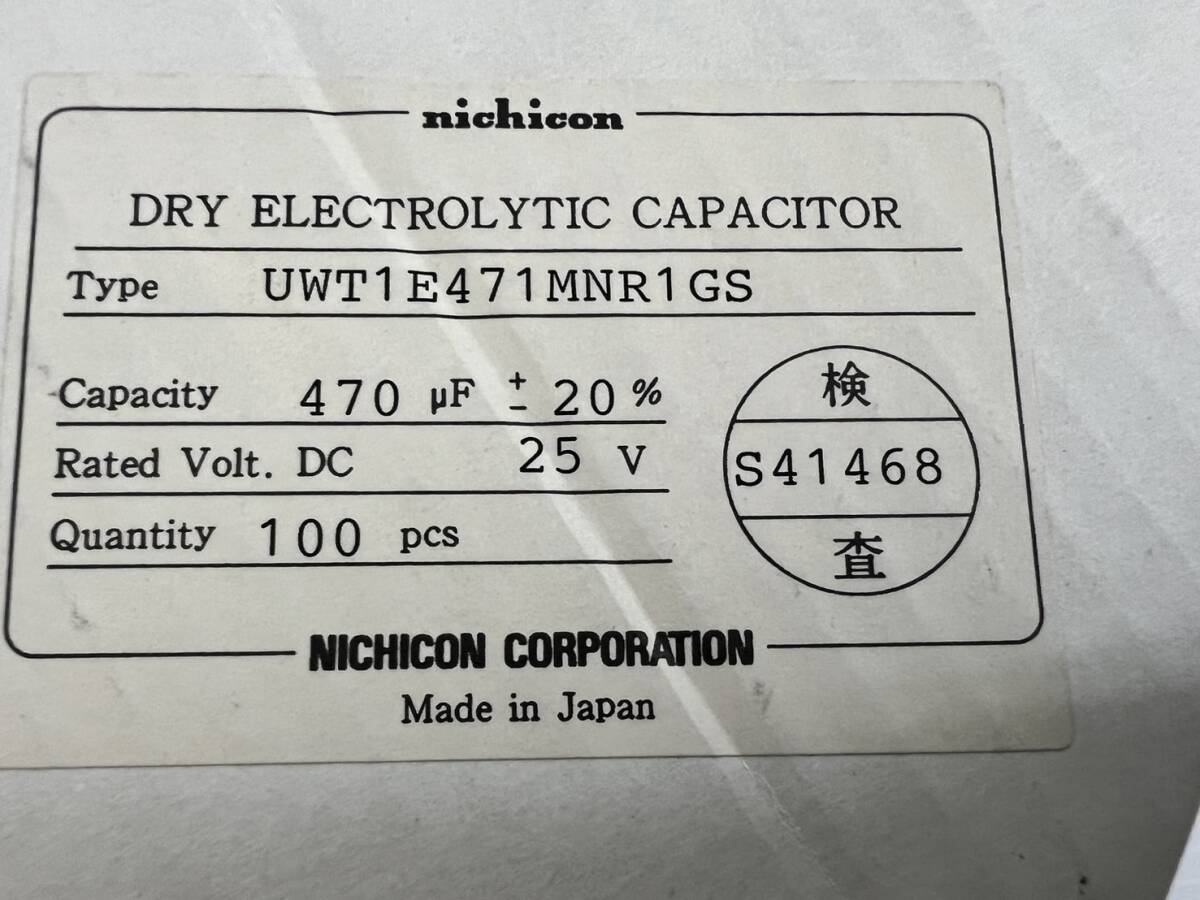 nichicon
DRY ELECTROLYTIC CAPACITOR
Type UWT1E471MNR1GS
Capacity 470 µF ± 20 %
Rated Volt. DC 25 V
Quantity 100 pcs
検
S41468
査
NICHICON CORPORATION
Made in Japan